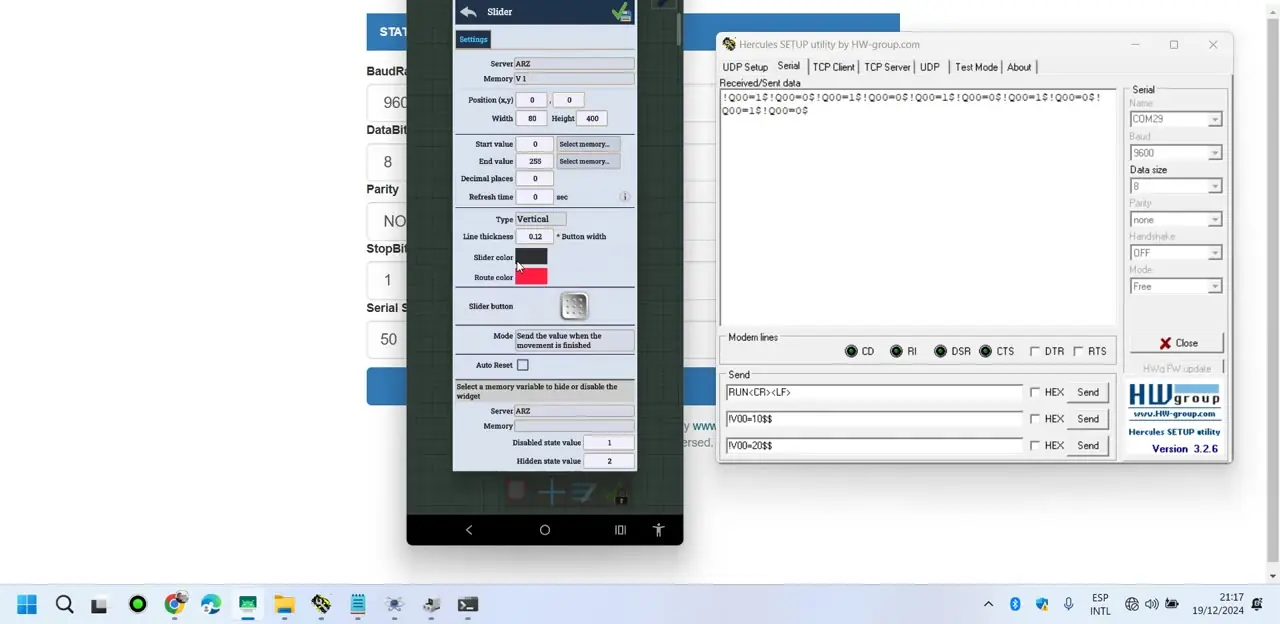 STAT
BaudRa
960
DataBit
8
Parity
NO
StopBit
1
Serial S
50
y www
ersed.
Slider
Settings
Server ARZ
Memory V 1
Position (x,y) 0 , 0
Width 80 Height 400
Start value 0 Select memory...
End value 255 Select memory...
Decimal places 0
Refresh time 0 sec
Type Vertical
Line thickness 0.12 * Button width
Slider color
Route color
Slider button
Mode Send the value when the
movement is finished
Auto Reset
Select a memory variable to hide or disable the
widget
Server ARZ
Memory
Disabled state value 1
Hidden state value 2
Hercules SETUP utility by HW-group.com
UDP Setup Serial TCP Client TCP Server UDP Test Mode About
Received/Sent data
!Q00=1$!Q00=0$!Q00=1$!Q00=0$!Q00=1$!Q00=0$!Q00=1$!Q00=0$!
Q00=1$!Q00=0$
Serial
Name
COM29
Baud
9600
Data size
8
Parity
none
Handshake
OFF
Mode
Free
Close
HWg FW update
Modem lines
CD RI DSR CTS DTR RTS
Send
RUN<CR><LF> HEX Send
!V00=10$$ HEX Send
!V00=20$$ HEX Send
HWgroup
www.HW-group.com
Hercules SETUP utility
Version 3.2.6
ESP
INTL
21:17
19/12/2024